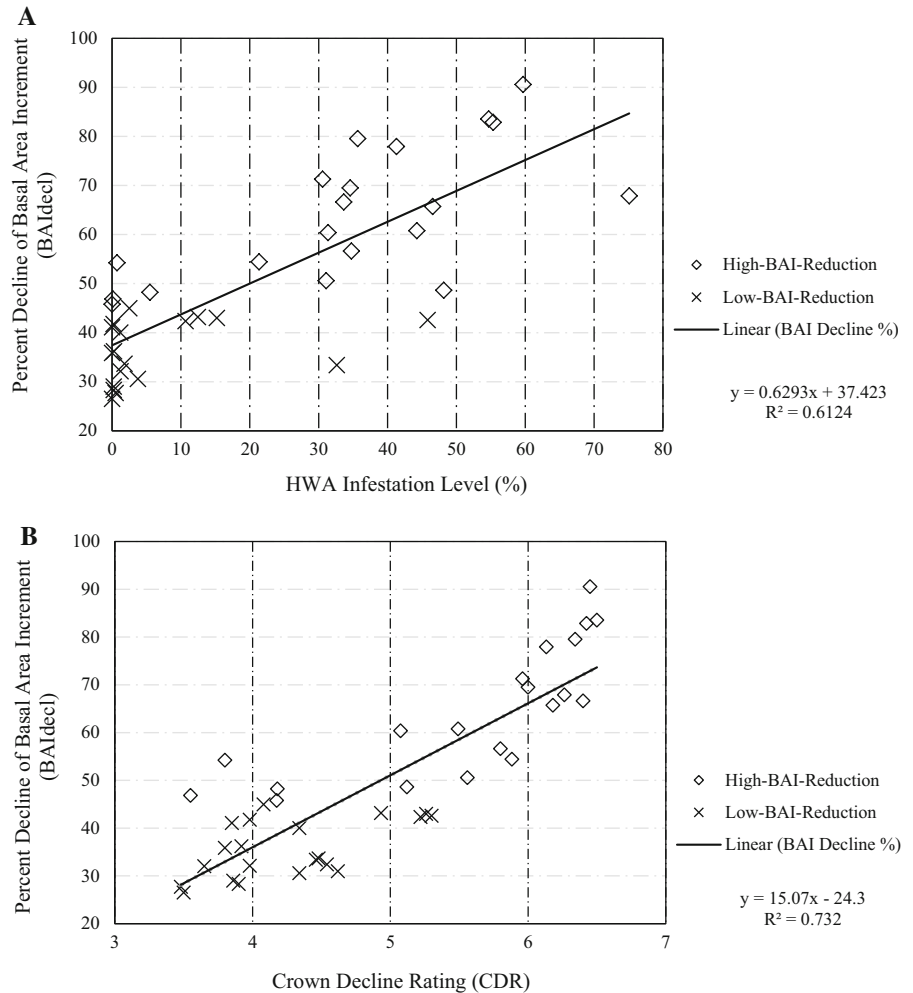 A
Percent Decline of Basal Area Increment
(BAIdecl)
100
90
80
70
60
50
40
30
20
0 10 20 30 40 50 60 70 80
HWA Infestation Level (%)
High-BAI-Reduction
Low-BAI-Reduction
Linear (BAI Decline %)
y = 0.6293x + 37.423
R² = 0.6124
B
Percent Decline of Basal Area Increment
(BAIdecl)
100
90
80
70
60
50
40
30
20
3 4 5 6 7
Crown Decline Rating (CDR)
High-BAI-Reduction
Low-BAI-Reduction
Linear (BAI Decline %)
y = 15.07x - 24.3
R² = 0.732